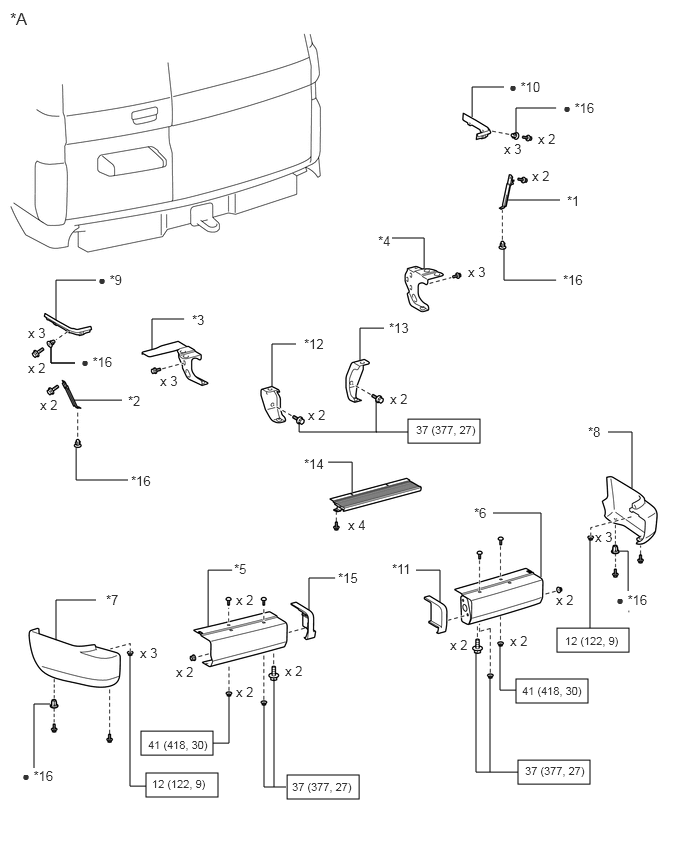 *A
● *10
● *16
x 3
x 2
x 2
*1
*4
x 3
*16
● *9
x 3
x 2
● *16
*3
x 3
*12
*13
x 2
x 2
x 2
*2
37 (377, 27)
*16
*14
x 4
*8
x 3
● *16
12 (122, 9)
*6
*11
x 2
x 2
x 2
41 (418, 30)
37 (377, 27)
*5
x 2
*15
*7
x 3
x 2
x 2
x 2
41 (418, 30)
● *16
12 (122, 9)
37 (377, 27)